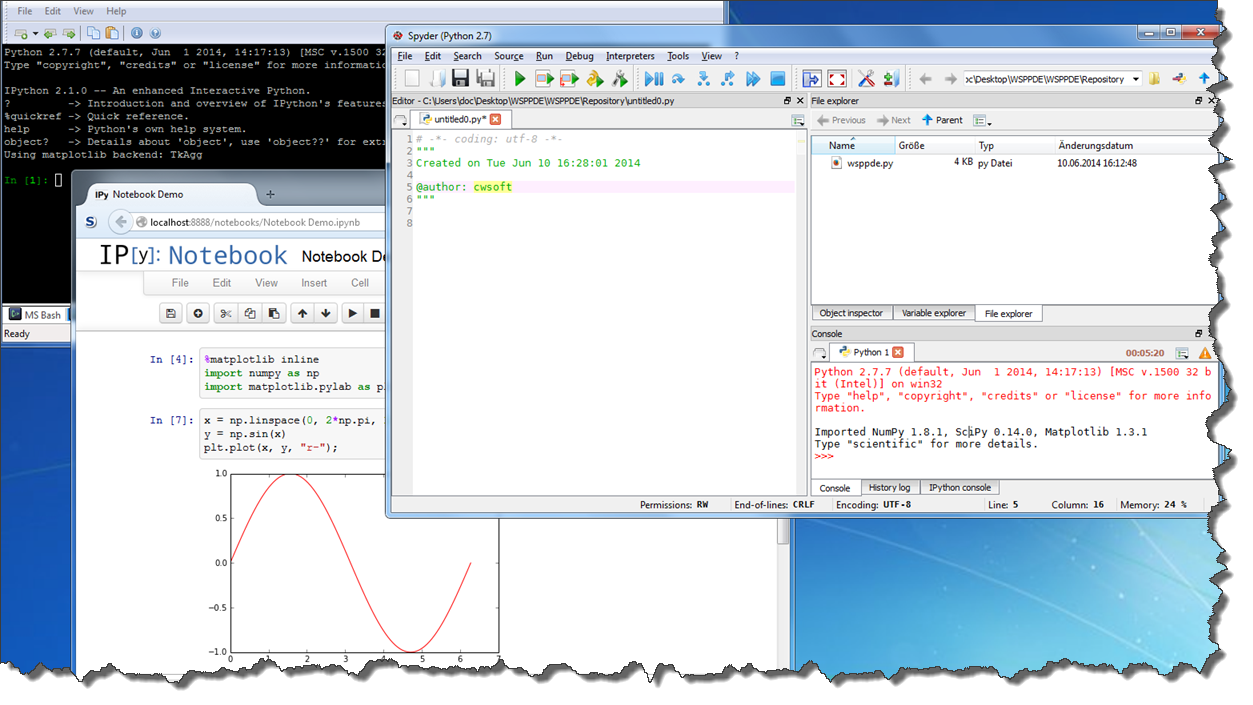 File Edit View Help
Python 2.7.7 (default, Jun 1 2014, 14:17:13) [MSC v.1500 32
Type "copyright", "credits" or "license" for more informatio
IPython 2.1.0 -- An enhanced Interactive Python.
? -> Introduction and overview of IPython's features
%quickref -> Quick reference.
help -> Python's own help system.
object? -> Details about 'object', use 'object??' for ext
Using matplotlib backend: TkAgg
In [1]:
MS Bash
Ready
IPy Notebook Demo
localhost:8888/notebooks/Notebook Demo.ipynb
IP[y]: Notebook Notebook De
File Edit View Insert Cell
In [4]: %matplotlib inline
import numpy as np
import matplotlib.pylab as p
In [7]: x = np.linspace(0, 2*np.pi,
y = np.sin(x)
plt.plot(x, y, "r-");
1.0
0.5
0.0
−0.5
−1.0
0 1 2 3 4 5 6 7
Spyder (Python 2.7)
File Edit Search Source Run Debug Interpreters Tools View ?
oc\Desktop\WSPPDE\WSPPDE\Repository
Editor - C:\Users\doc\Desktop\WSPPDE\WSPPDE\Repository\untitled0.py
untitled0.py*
1 # -*- coding: utf-8 -*-
2 """
3 Created on Tue Jun 10 16:28:01 2014
4
5 @author: cwsoft
6 """
7
8
File explorer
Previous Next Parent
Name Größe Typ Änderungsdatum
wsppde.py 4 KB py Datei 10.06.2014 16:12:48
Object inspector Variable explorer File explorer
Console
Python 1 00:05:20
Python 2.7.7 (default, Jun 1 2014, 14:17:13) [MSC v.1500 32 b
it (Intel)] on win32
Type "help", "copyright", "credits" or "license" for more info
rmation.
Imported NumPy 1.8.1, SciPy 0.14.0, Matplotlib 1.3.1
Type "scientific" for more details.
>>>
Console History log IPython console
Permissions: RW End-of-lines: CRLF Encoding: UTF-8 Line: 5 Column: 16 Memory: 24 %